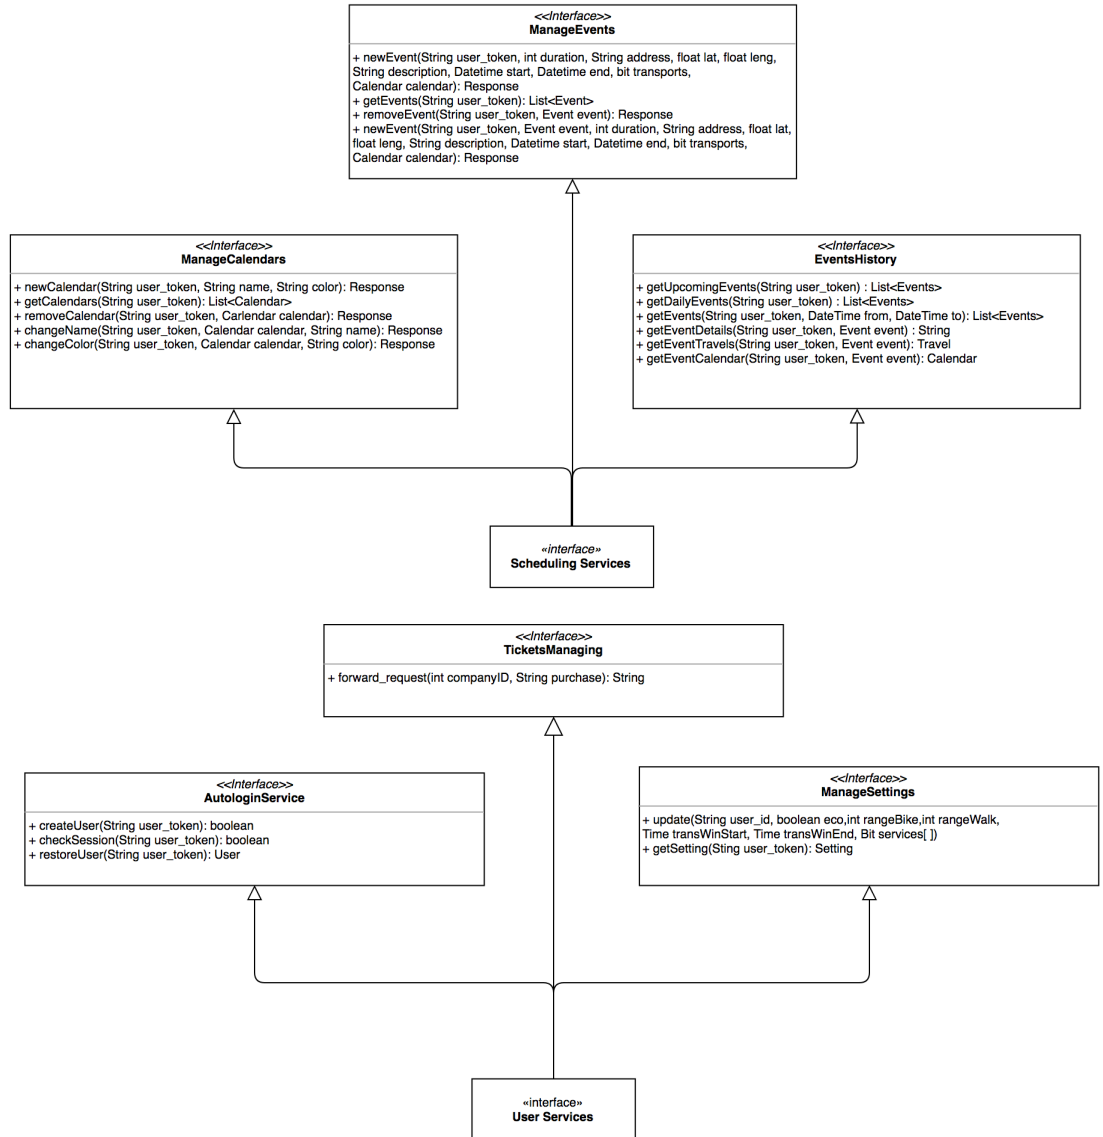 <<Interface>>
ManageEvents
+ newEvent(String user_token, int duration, String address, float lat, float leng,
String description, Datetime start, Datetime end, bit transports,
Calendar calendar): Response
+ getEvents(String user_token): List<Event>
+ removeEvent(String user_token, Event event): Response
+ newEvent(String user_token, Event event, int duration, String address, float lat,
float leng, String description, Datetime start, Datetime end, bit transports,
Calendar calendar): Response
<<Interface>>
ManageCalendars
+ newCalendar(String user_token, String name, String color): Response
+ getCalendars(String user_token): List<Calendar>
+ removeCalendar(String user_token, Carlendar calendar): Response
+ changeName(String user_token, Calendar calendar, String name): Response
+ changeColor(String user_token, Calendar calendar, String color): Response
<<Interface>>
EventsHistory
+ getUpcomingEvents(String user_token) : List<Events>
+ getDailyEvents(String user_token) : List<Events>
+ getEvents(String user_token, DateTime from, DateTime to): List<Events>
+ getEventDetails(String user_token, Event event) : String
+ getEventTravels(String user_token, Event event): Travel
+ getEventCalendar(String user_token, Event event): Calendar
«interface»
Scheduling Services
<<Interface>>
TicketsManaging
+ forward_request(int companyID, String purchase): String
<<Interface>>
AutologinService
+ createUser(String user_token): boolean
+ checkSession(String user_token): boolean
+ restoreUser(String user_token): User
<<Interface>>
ManageSettings
+ update(String user_id, boolean eco,int rangeBike,int rangeWalk,
Time transWinStart, Time transWinEnd, Bit services[ ])
+ getSetting(Sting user_token): Setting
«interface»
User Services